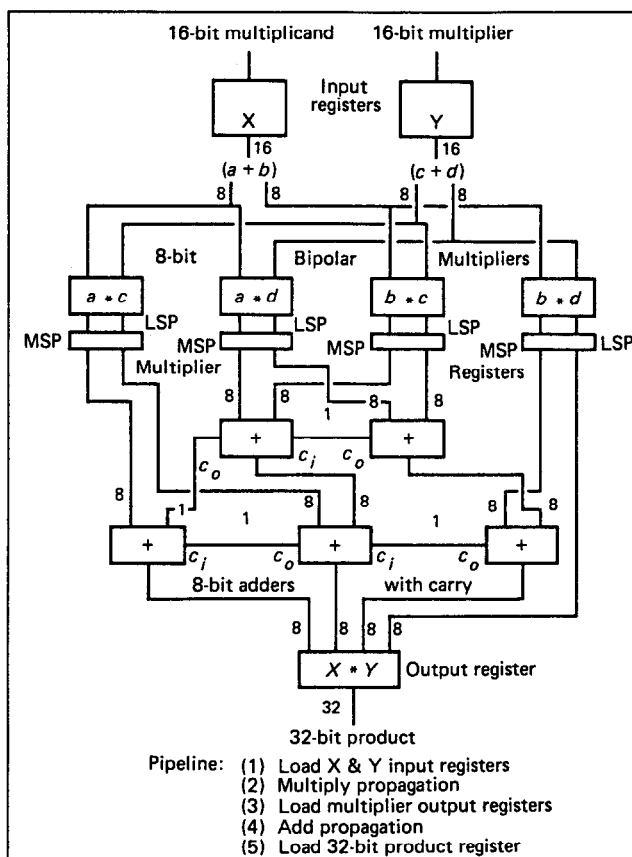 16-bit multiplicand 16-bit multiplier
Input
registers
X Y
16 16
(a + b) (c + d)
8 8 8 8
8-bit Bipolar Multipliers
a * c a * d b * c b * d
LSP LSP LSP
MSP MSP MSP MSP LSP
Multiplier Registers
8 8 1 8 8
+ +
c_o c_i c_o
8 1 1 8 8 1 8 8
+ + +
c_i c_o c_i c_o
8-bit adders with carry
8 8 8 8
X * Y Output register
32
32-bit product
Pipeline: (1) Load X & Y input registers
(2) Multiply propagation
(3) Load multiplier output registers
(4) Add propagation
(5) Load 32-bit product register